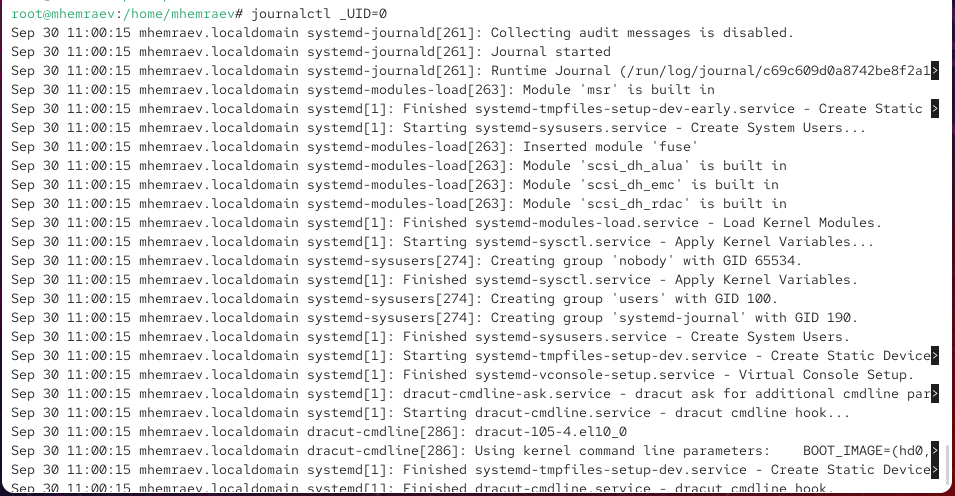 root@mhemraev:/home/mhemraev# journalctl _UID=0
Sep 30 11:00:15 mhemraev.localdomain systemd-journald[261]: Collecting audit messages is disabled.
Sep 30 11:00:15 mhemraev.localdomain systemd-journald[261]: Journal started
Sep 30 11:00:15 mhemraev.localdomain systemd-journald[261]: Runtime Journal (/run/log/journal/c69c609d0a8742be8f2a1>
Sep 30 11:00:15 mhemraev.localdomain systemd-modules-load[263]: Module 'msr' is built in
Sep 30 11:00:15 mhemraev.localdomain systemd[1]: Finished systemd-tmpfiles-setup-dev-early.service - Create Static >
Sep 30 11:00:15 mhemraev.localdomain systemd[1]: Starting systemd-sysusers.service - Create System Users...
Sep 30 11:00:15 mhemraev.localdomain systemd-modules-load[263]: Inserted module 'fuse'
Sep 30 11:00:15 mhemraev.localdomain systemd-modules-load[263]: Module 'scsi_dh_alua' is built in
Sep 30 11:00:15 mhemraev.localdomain systemd-modules-load[263]: Module 'scsi_dh_emc' is built in
Sep 30 11:00:15 mhemraev.localdomain systemd-modules-load[263]: Module 'scsi_dh_rdac' is built in
Sep 30 11:00:15 mhemraev.localdomain systemd[1]: Finished systemd-modules-load.service - Load Kernel Modules.
Sep 30 11:00:15 mhemraev.localdomain systemd[1]: Starting systemd-sysctl.service - Apply Kernel Variables...
Sep 30 11:00:15 mhemraev.localdomain systemd-sysusers[274]: Creating group 'nobody' with GID 65534.
Sep 30 11:00:15 mhemraev.localdomain systemd[1]: Finished systemd-sysctl.service - Apply Kernel Variables.
Sep 30 11:00:15 mhemraev.localdomain systemd-sysusers[274]: Creating group 'users' with GID 100.
Sep 30 11:00:15 mhemraev.localdomain systemd-sysusers[274]: Creating group 'systemd-journal' with GID 190.
Sep 30 11:00:15 mhemraev.localdomain systemd[1]: Finished systemd-sysusers.service - Create System Users.
Sep 30 11:00:15 mhemraev.localdomain systemd[1]: Starting systemd-tmpfiles-setup-dev.service - Create Static Device>
Sep 30 11:00:15 mhemraev.localdomain systemd[1]: Finished systemd-vconsole-setup.service - Virtual Console Setup.
Sep 30 11:00:15 mhemraev.localdomain systemd[1]: dracut-cmdline-ask.service - dracut ask for additional cmdline par>
Sep 30 11:00:15 mhemraev.localdomain systemd[1]: Starting dracut-cmdline.service - dracut cmdline hook...
Sep 30 11:00:15 mhemraev.localdomain dracut-cmdline[286]: dracut-105-4.el10_0
Sep 30 11:00:15 mhemraev.localdomain dracut-cmdline[286]: Using kernel command line parameters:    BOOT_IMAGE=(hd0,>
Sep 30 11:00:15 mhemraev.localdomain systemd[1]: Finished systemd-tmpfiles-setup-dev.service - Create Static Device>
Sep 30 11:00:15 mhemraev.localdomain systemd[1]: Finished dracut-cmdline.service - dracut cmdline hook.